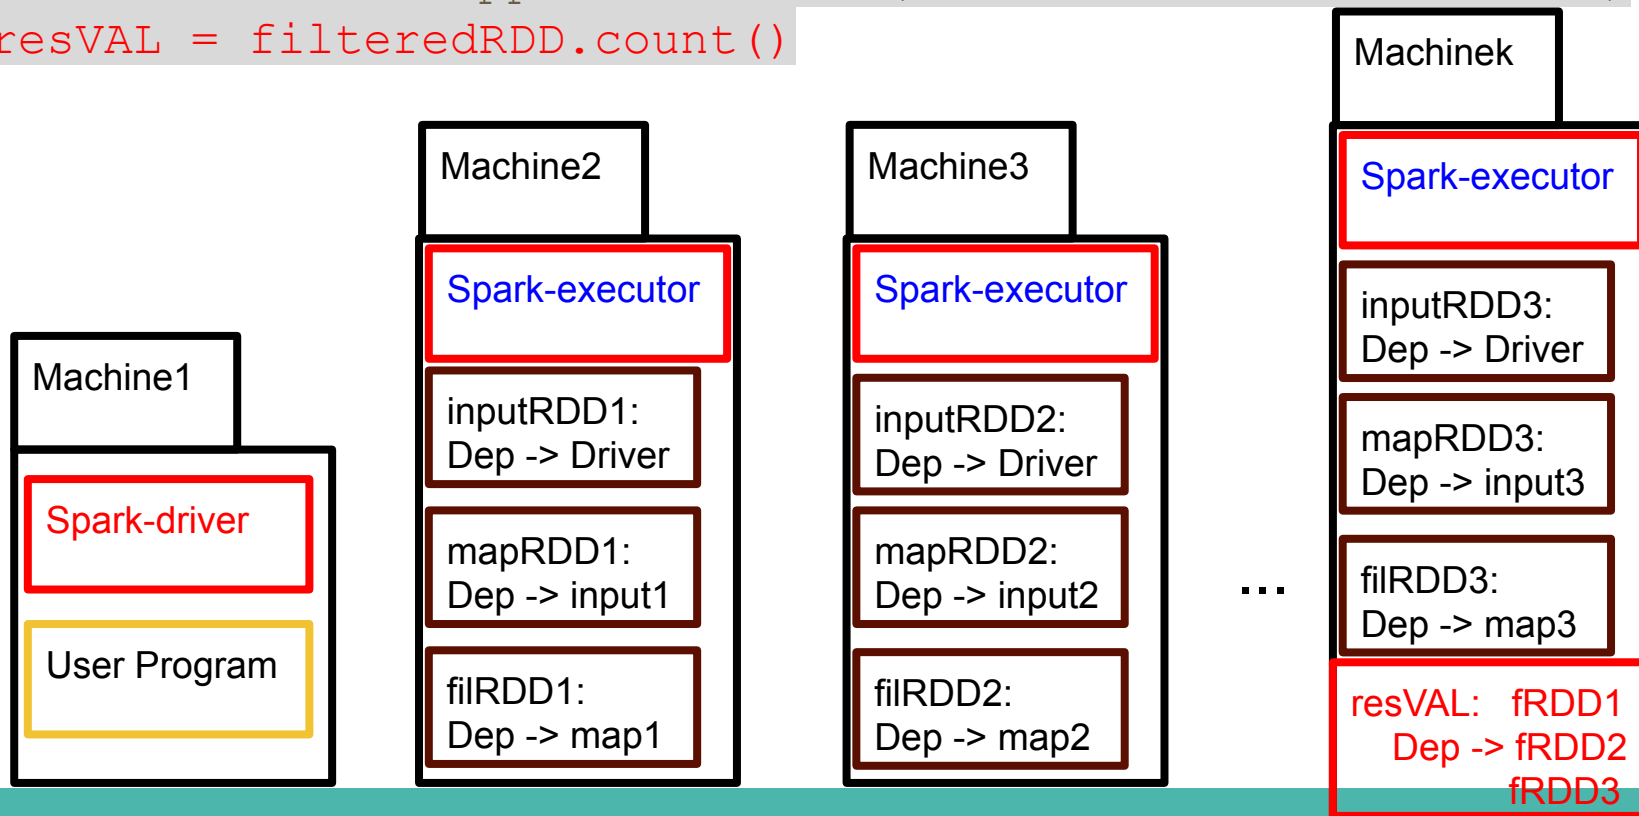 resVAL = filteredRDD.count()
Machine1
Spark-driver
User Program
Machine2
Spark-executor
inputRDD1:
Dep -> Driver
mapRDD1:
Dep -> input1
filRDD1:
Dep -> map1
Machine3
Spark-executor
inputRDD2:
Dep -> Driver
mapRDD2:
Dep -> input2
filRDD2:
Dep -> map2
...
Machinek
Spark-executor
inputRDD3:
Dep -> Driver
mapRDD3:
Dep -> input3
filRDD3:
Dep -> map3
resVAL: fRDD1
Dep -> fRDD2
fRDD3